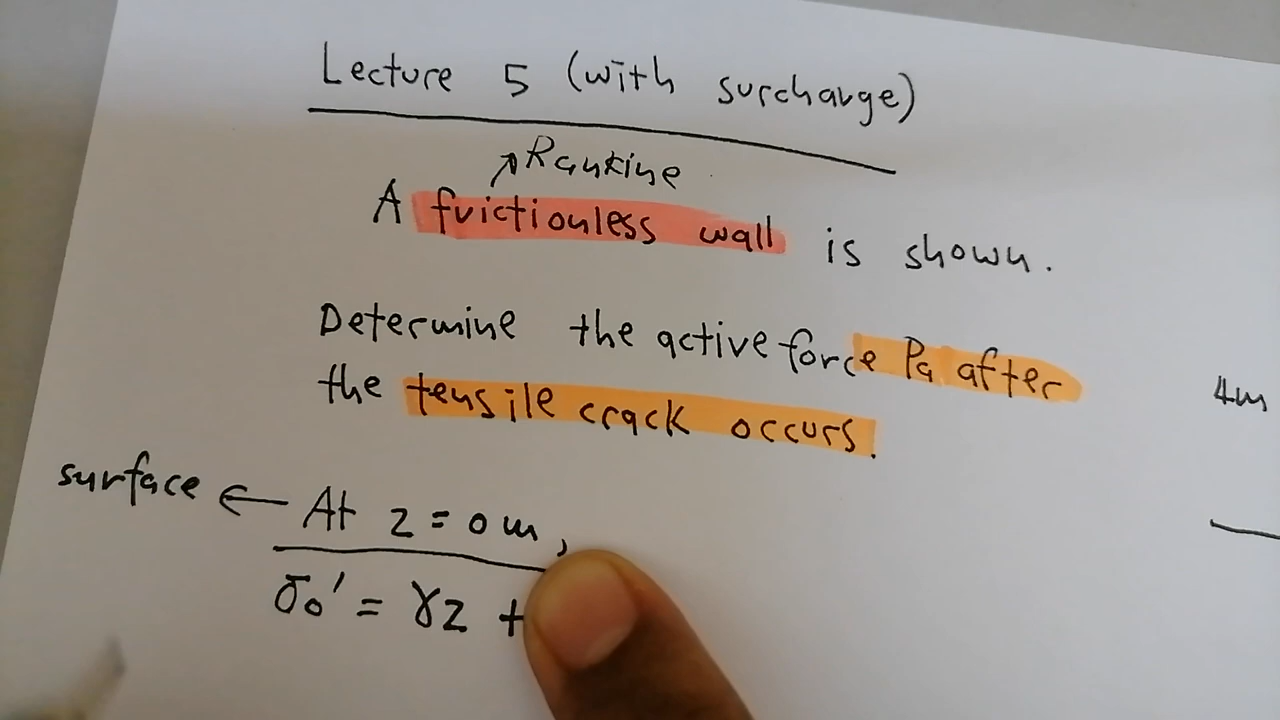 Lecture 5 (with surcharge)
↗ Rankine
A frictionless wall is shown.
Determine the active force Pa after
the tensile crack occurs.
4m
surface ← At z = 0 m,
σo' = γz +